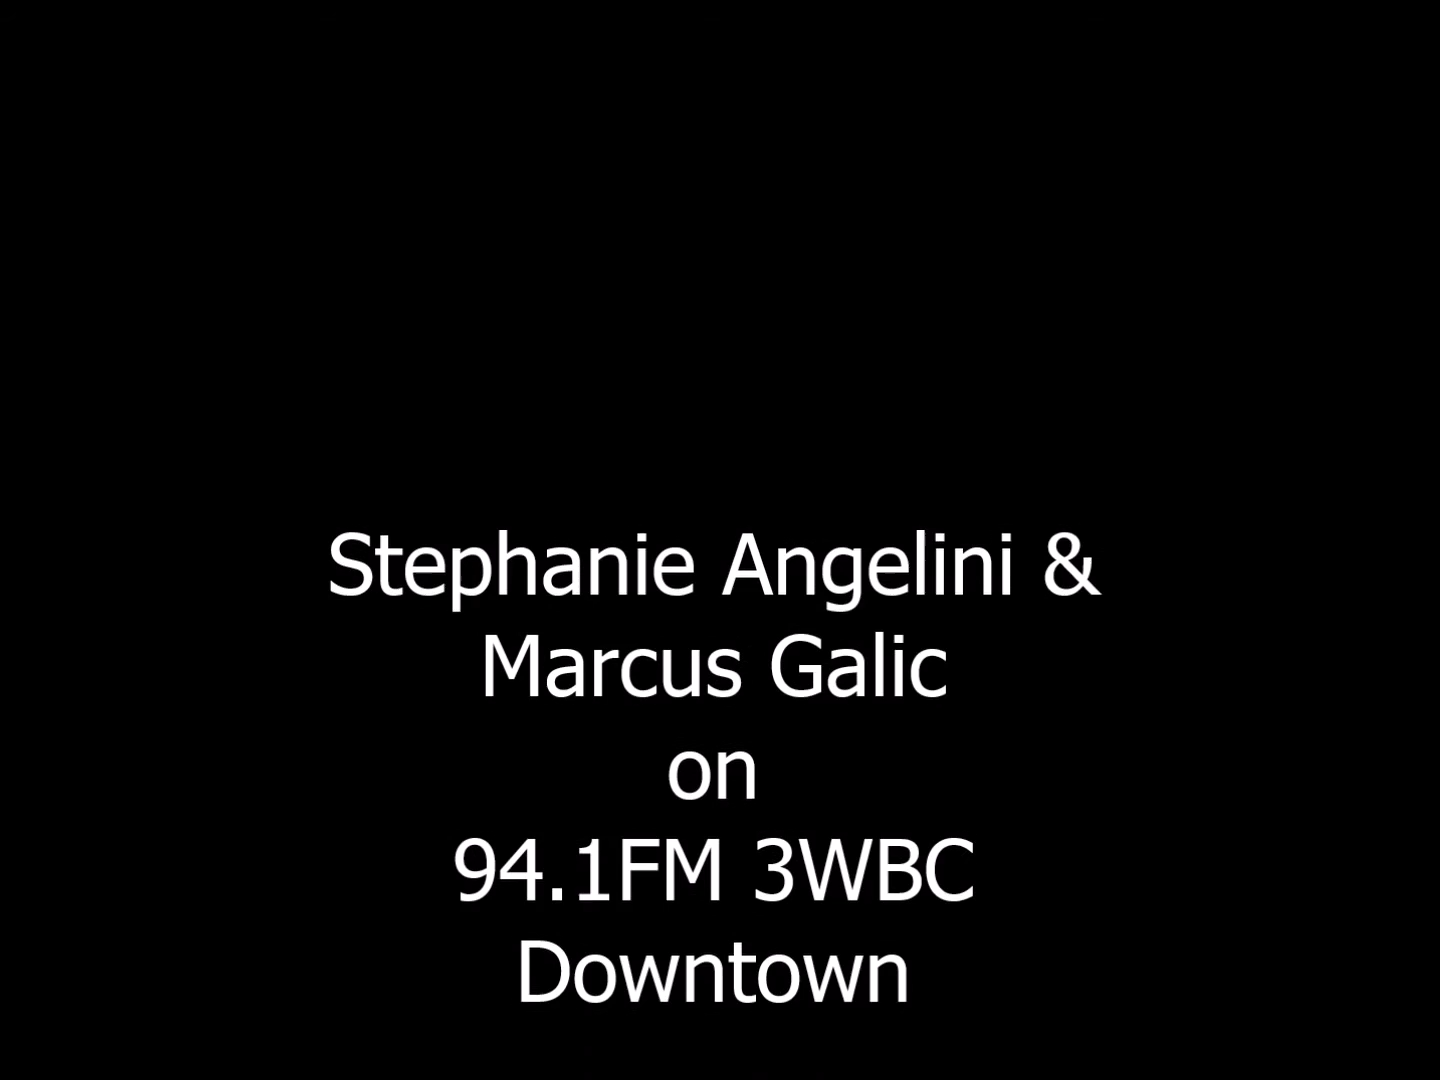 Stephanie Angelini &
Marcus Galic
on
94.1FM 3WBC
Downtown